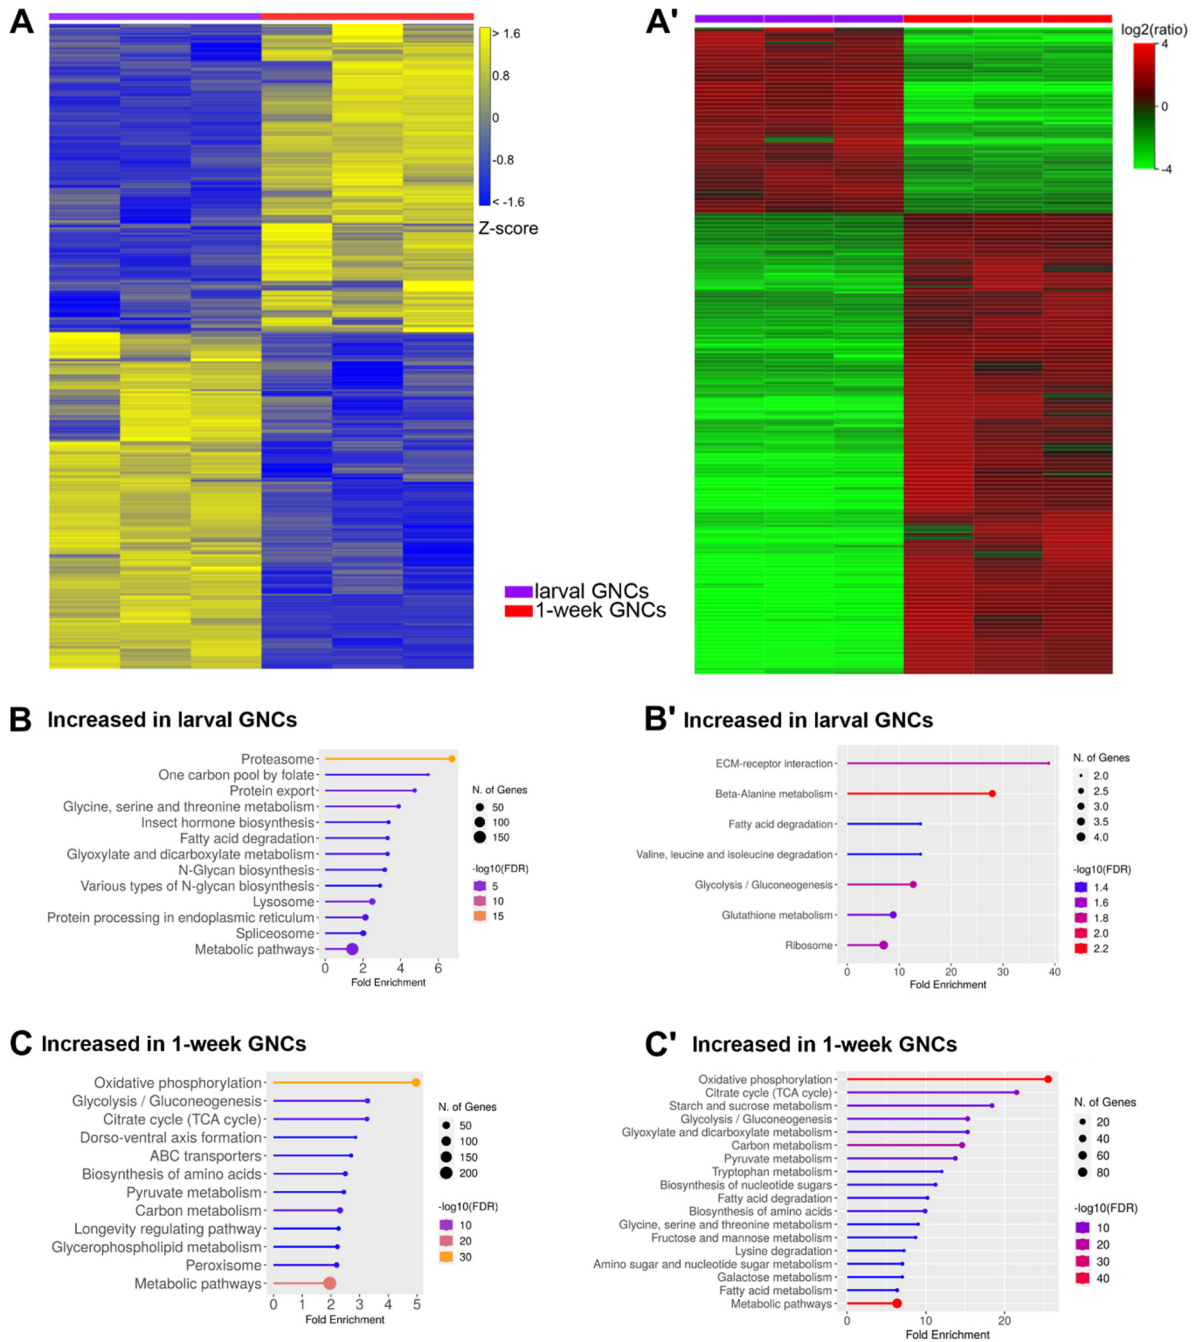 A
> 1.6
0.8
0
-0.8
< -1.6
Z-score
A'
log2(ratio)
4
0
-4
larval GNCs
1-week GNCs
B Increased in larval GNCs
Proteasome
One carbon pool by folate
Protein export
Glycine, serine and threonine metabolism
Insect hormone biosynthesis
Fatty acid degradation
Glyoxylate and dicarboxylate metabolism
N-Glycan biosynthesis
Various types of N-glycan biosynthesis
Lysosome
Protein processing in endoplasmic reticulum
Spliceosome
Metabolic pathways
0 2 4 6
Fold Enrichment
N. of Genes
50
100
150
-log10(FDR)
5
10
15
B' Increased in larval GNCs
ECM-receptor interaction
Beta-Alanine metabolism
Fatty acid degradation
Valine, leucine and isoleucine degradation
Glycolysis / Gluconeogenesis
Glutathione metabolism
Ribosome
0 10 20 30 40
Fold Enrichment
N. of Genes
2.0
2.5
3.0
3.5
4.0
-log10(FDR)
1.4
1.6
1.8
2.0
2.2
C Increased in 1-week GNCs
Oxidative phosphorylation
Glycolysis / Gluconeogenesis
Citrate cycle (TCA cycle)
Dorso-ventral axis formation
ABC transporters
Biosynthesis of amino acids
Pyruvate metabolism
Carbon metabolism
Longevity regulating pathway
Glycerophospholipid metabolism
Peroxisome
Metabolic pathways
0 1 2 3 4 5
Fold Enrichment
N. of Genes
50
100
150
200
-log10(FDR)
10
20
30
C' Increased in 1-week GNCs
Oxidative phosphorylation
Citrate cycle (TCA cycle)
Starch and sucrose metabolism
Glycolysis / Gluconeogenesis
Glyoxylate and dicarboxylate metabolism
Carbon metabolism
Pyruvate metabolism
Tryptophan metabolism
Biosynthesis of nucleotide sugars
Fatty acid degradation
Biosynthesis of amino acids
Glycine, serine and threonine metabolism
Fructose and mannose metabolism
Lysine degradation
Amino sugar and nucleotide sugar metabolism
Galactose metabolism
Fatty acid metabolism
Metabolic pathways
0 10 20
Fold Enrichment
N. of Genes
20
40
60
80
-log10(FDR)
10
20
30
40